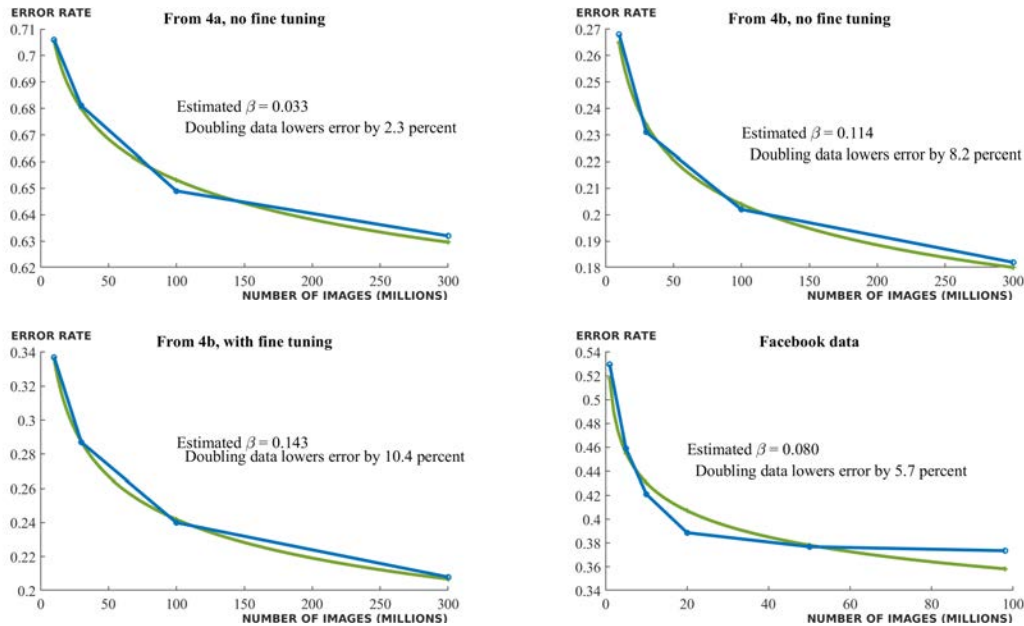 ERROR RATE
From 4a, no fine tuning
0.71
0.7
0.69
0.68
0.67
0.66
0.65
0.64
0.63
0.62
Estimated β = 0.033
Doubling data lowers error by 2.3 percent
0 50 100 150 200 250 300
NUMBER OF IMAGES (MILLIONS)
ERROR RATE
From 4b, no fine tuning
0.27
0.26
0.25
0.24
0.23
0.22
0.21
0.2
0.19
0.18
Estimated β = 0.114
Doubling data lowers error by 8.2 percent
0 50 100 150 200 250 300
NUMBER OF IMAGES (MILLIONS)
ERROR RATE
From 4b, with fine tuning
0.34
0.32
0.3
0.28
0.26
0.24
0.22
0.2
Estimated β = 0.143
Doubling data lowers error by 10.4 percent
0 50 100 150 200 250 300
NUMBER OF IMAGES (MILLIONS)
ERROR RATE
Facebook data
0.54
0.52
0.5
0.48
0.46
0.44
0.42
0.4
0.38
0.36
0.34
Estimated β = 0.080
Doubling data lowers error by 5.7 percent
0 20 40 60 80 100
NUMBER OF IMAGES (MILLIONS)